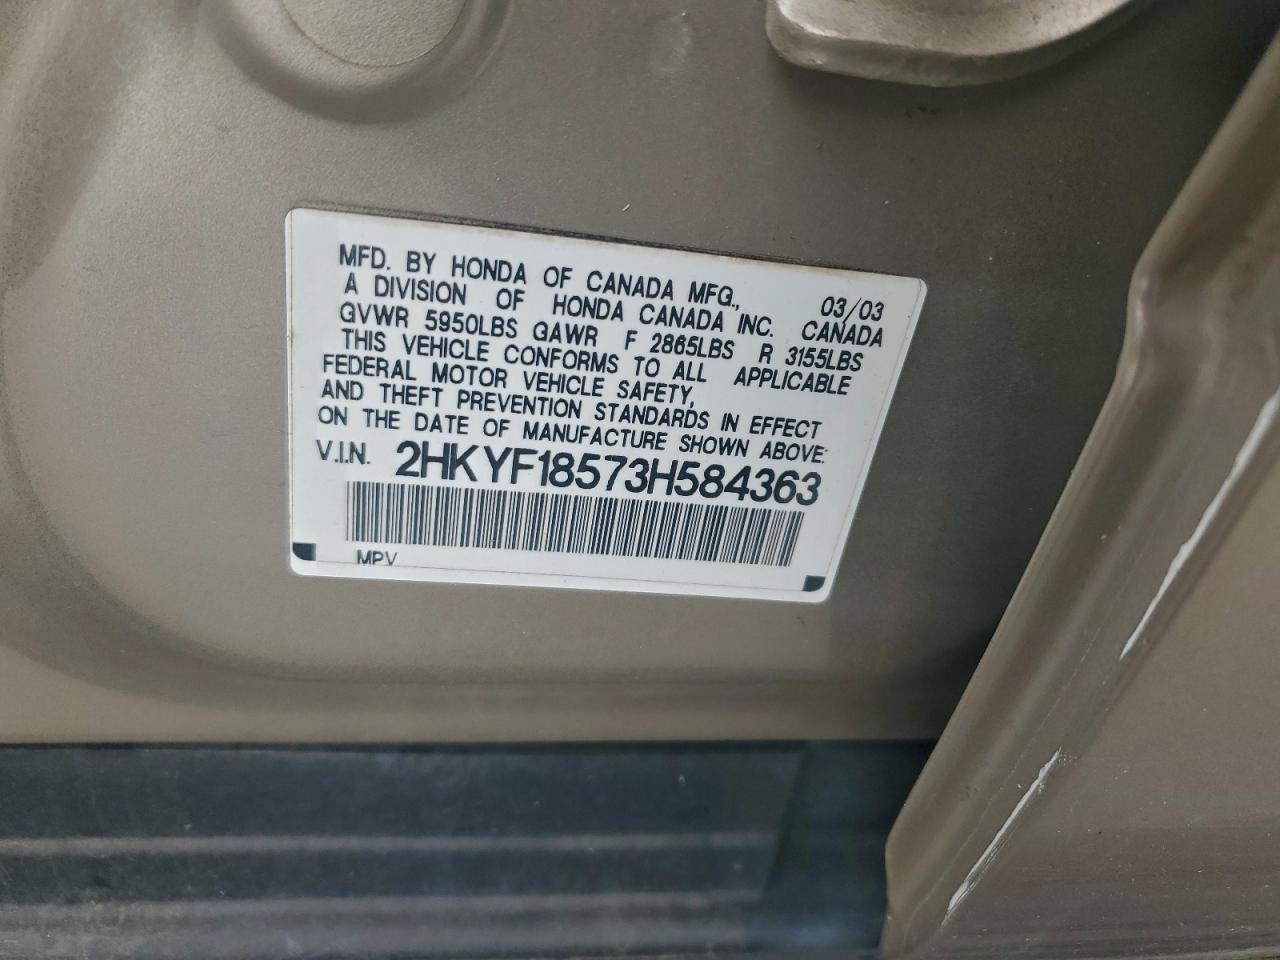 MFD. BY HONDA OF CANADA MFG., 03/03
A DIVISION OF HONDA CANADA INC. CANADA
GVWR 5950LBS GAWR F 2865LBS R 3155LBS
THIS VEHICLE CONFORMS TO ALL APPLICABLE
FEDERAL MOTOR VEHICLE SAFETY,
AND THEFT PREVENTION STANDARDS IN EFFECT
ON THE DATE OF MANUFACTURE SHOWN ABOVE:
V.I.N. 2HKYF18573H584363
MPV